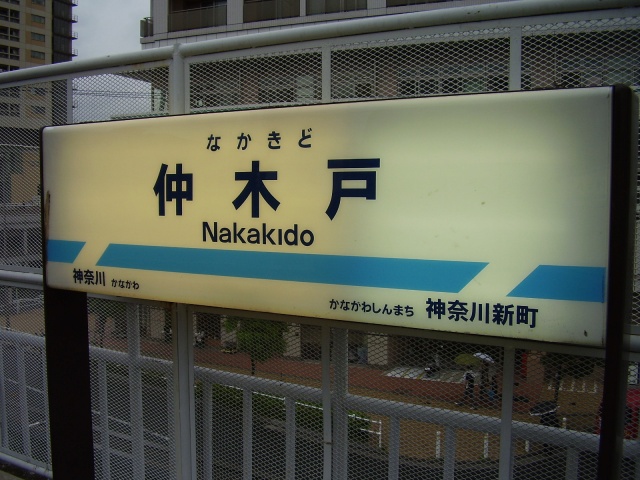 なかきど
仲木戸
Nakakido
神奈川 かながわ
かながわしんまち 神奈川新町